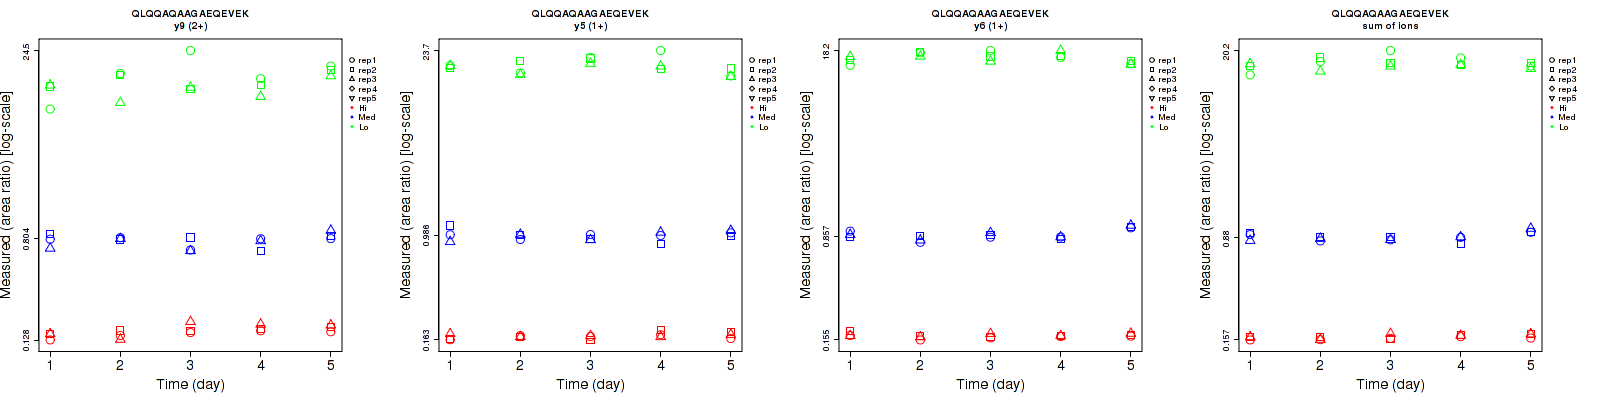 QLQQAQAAGAEQEVEK
y9 (2+)
Measured (area ratio) [log-scale]
24.5
0.804
0.128
1 2 3 4 5
Time (day)
rep1
rep2
rep3
rep4
rep5
Hi
Med
Lo
QLQQAQAAGAEQEVEK
y5 (1+)
Measured (area ratio) [log-scale]
23.7
0.986
0.163
1 2 3 4 5
Time (day)
rep1
rep2
rep3
rep4
rep5
Hi
Med
Lo
QLQQAQAAGAEQEVEK
y6 (1+)
Measured (area ratio) [log-scale]
18.2
0.857
0.155
1 2 3 4 5
Time (day)
rep1
rep2
rep3
rep4
rep5
Hi
Med
Lo
QLQQAQAAGAEQEVEK
sum of ions
Measured (area ratio) [log-scale]
20.2
0.88
0.157
1 2 3 4 5
Time (day)
rep1
rep2
rep3
rep4
rep5
Hi
Med
Lo